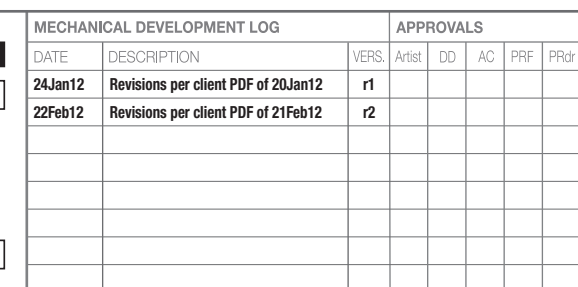 MECHANICAL DEVELOPMENT LOG APPROVALS
DATE DESCRIPTION VERS. Artist DD AC PRF PRdr
24Jan12 Revisions per client PDF of 20Jan12 r1
22Feb12 Revisions per client PDF of 21Feb12 r2